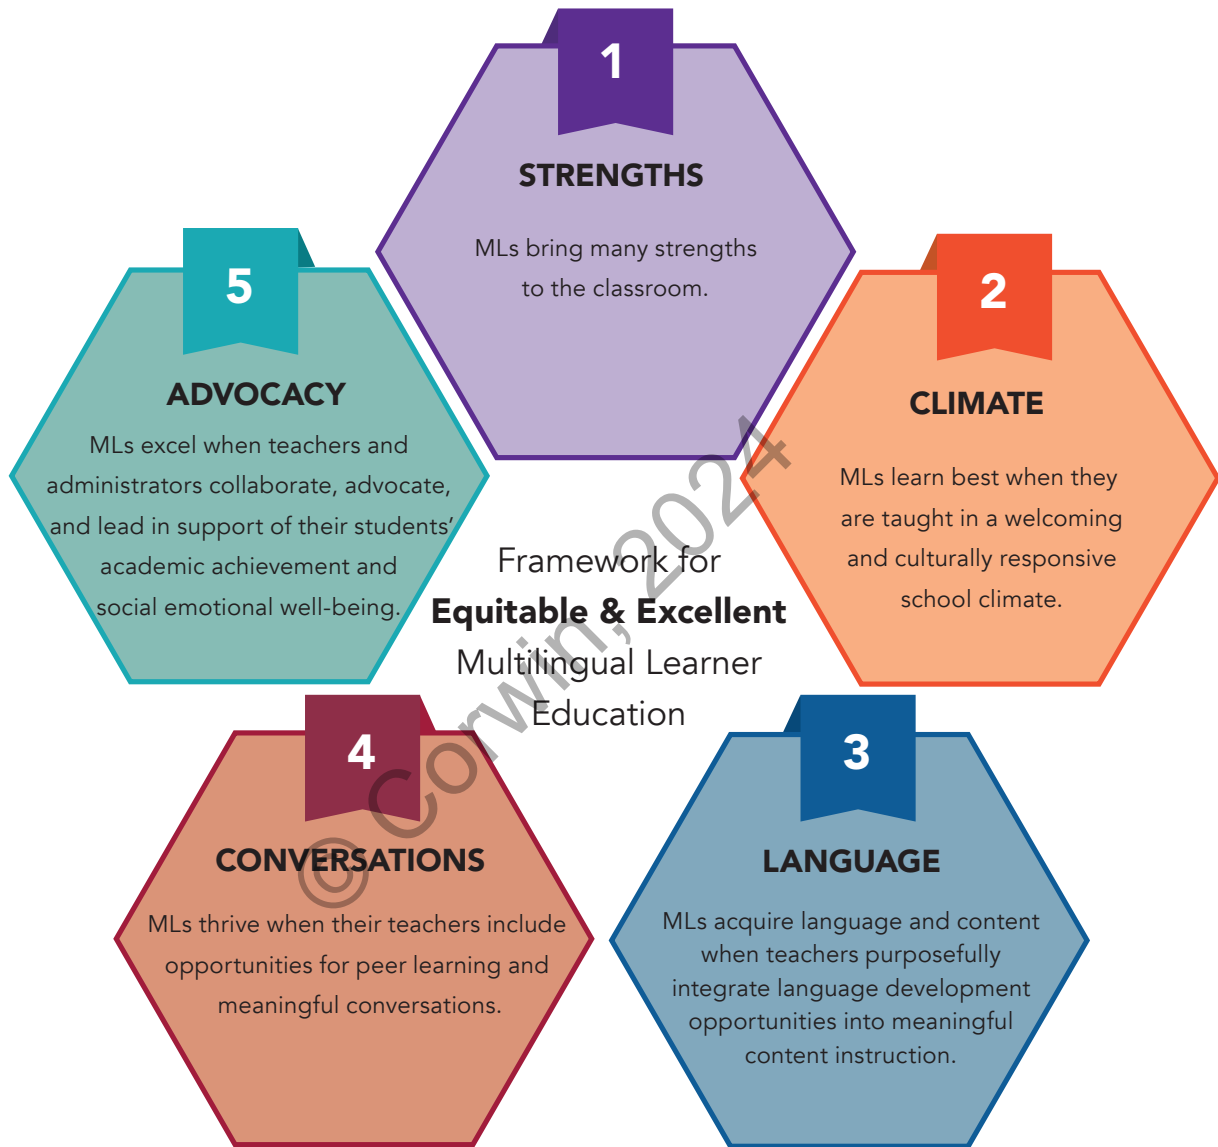 1
STRENGTHS
MLs bring many strengths
to the classroom.
2
CLIMATE
MLs learn best when they
are taught in a welcoming
and culturally responsive
school climate.
3
LANGUAGE
MLs acquire language and content
when teachers purposefully
integrate language development
opportunities into meaningful
content instruction.
4
CONVERSATIONS
MLs thrive when their teachers include
opportunities for peer learning and
meaningful conversations.
5
ADVOCACY
MLs excel when teachers and
administrators collaborate, advocate,
and lead in support of their students’
academic achievement and
social emotional well-being.
Framework for
Equitable & Excellent
Multilingual Learner
Education
© Corwin, 2024